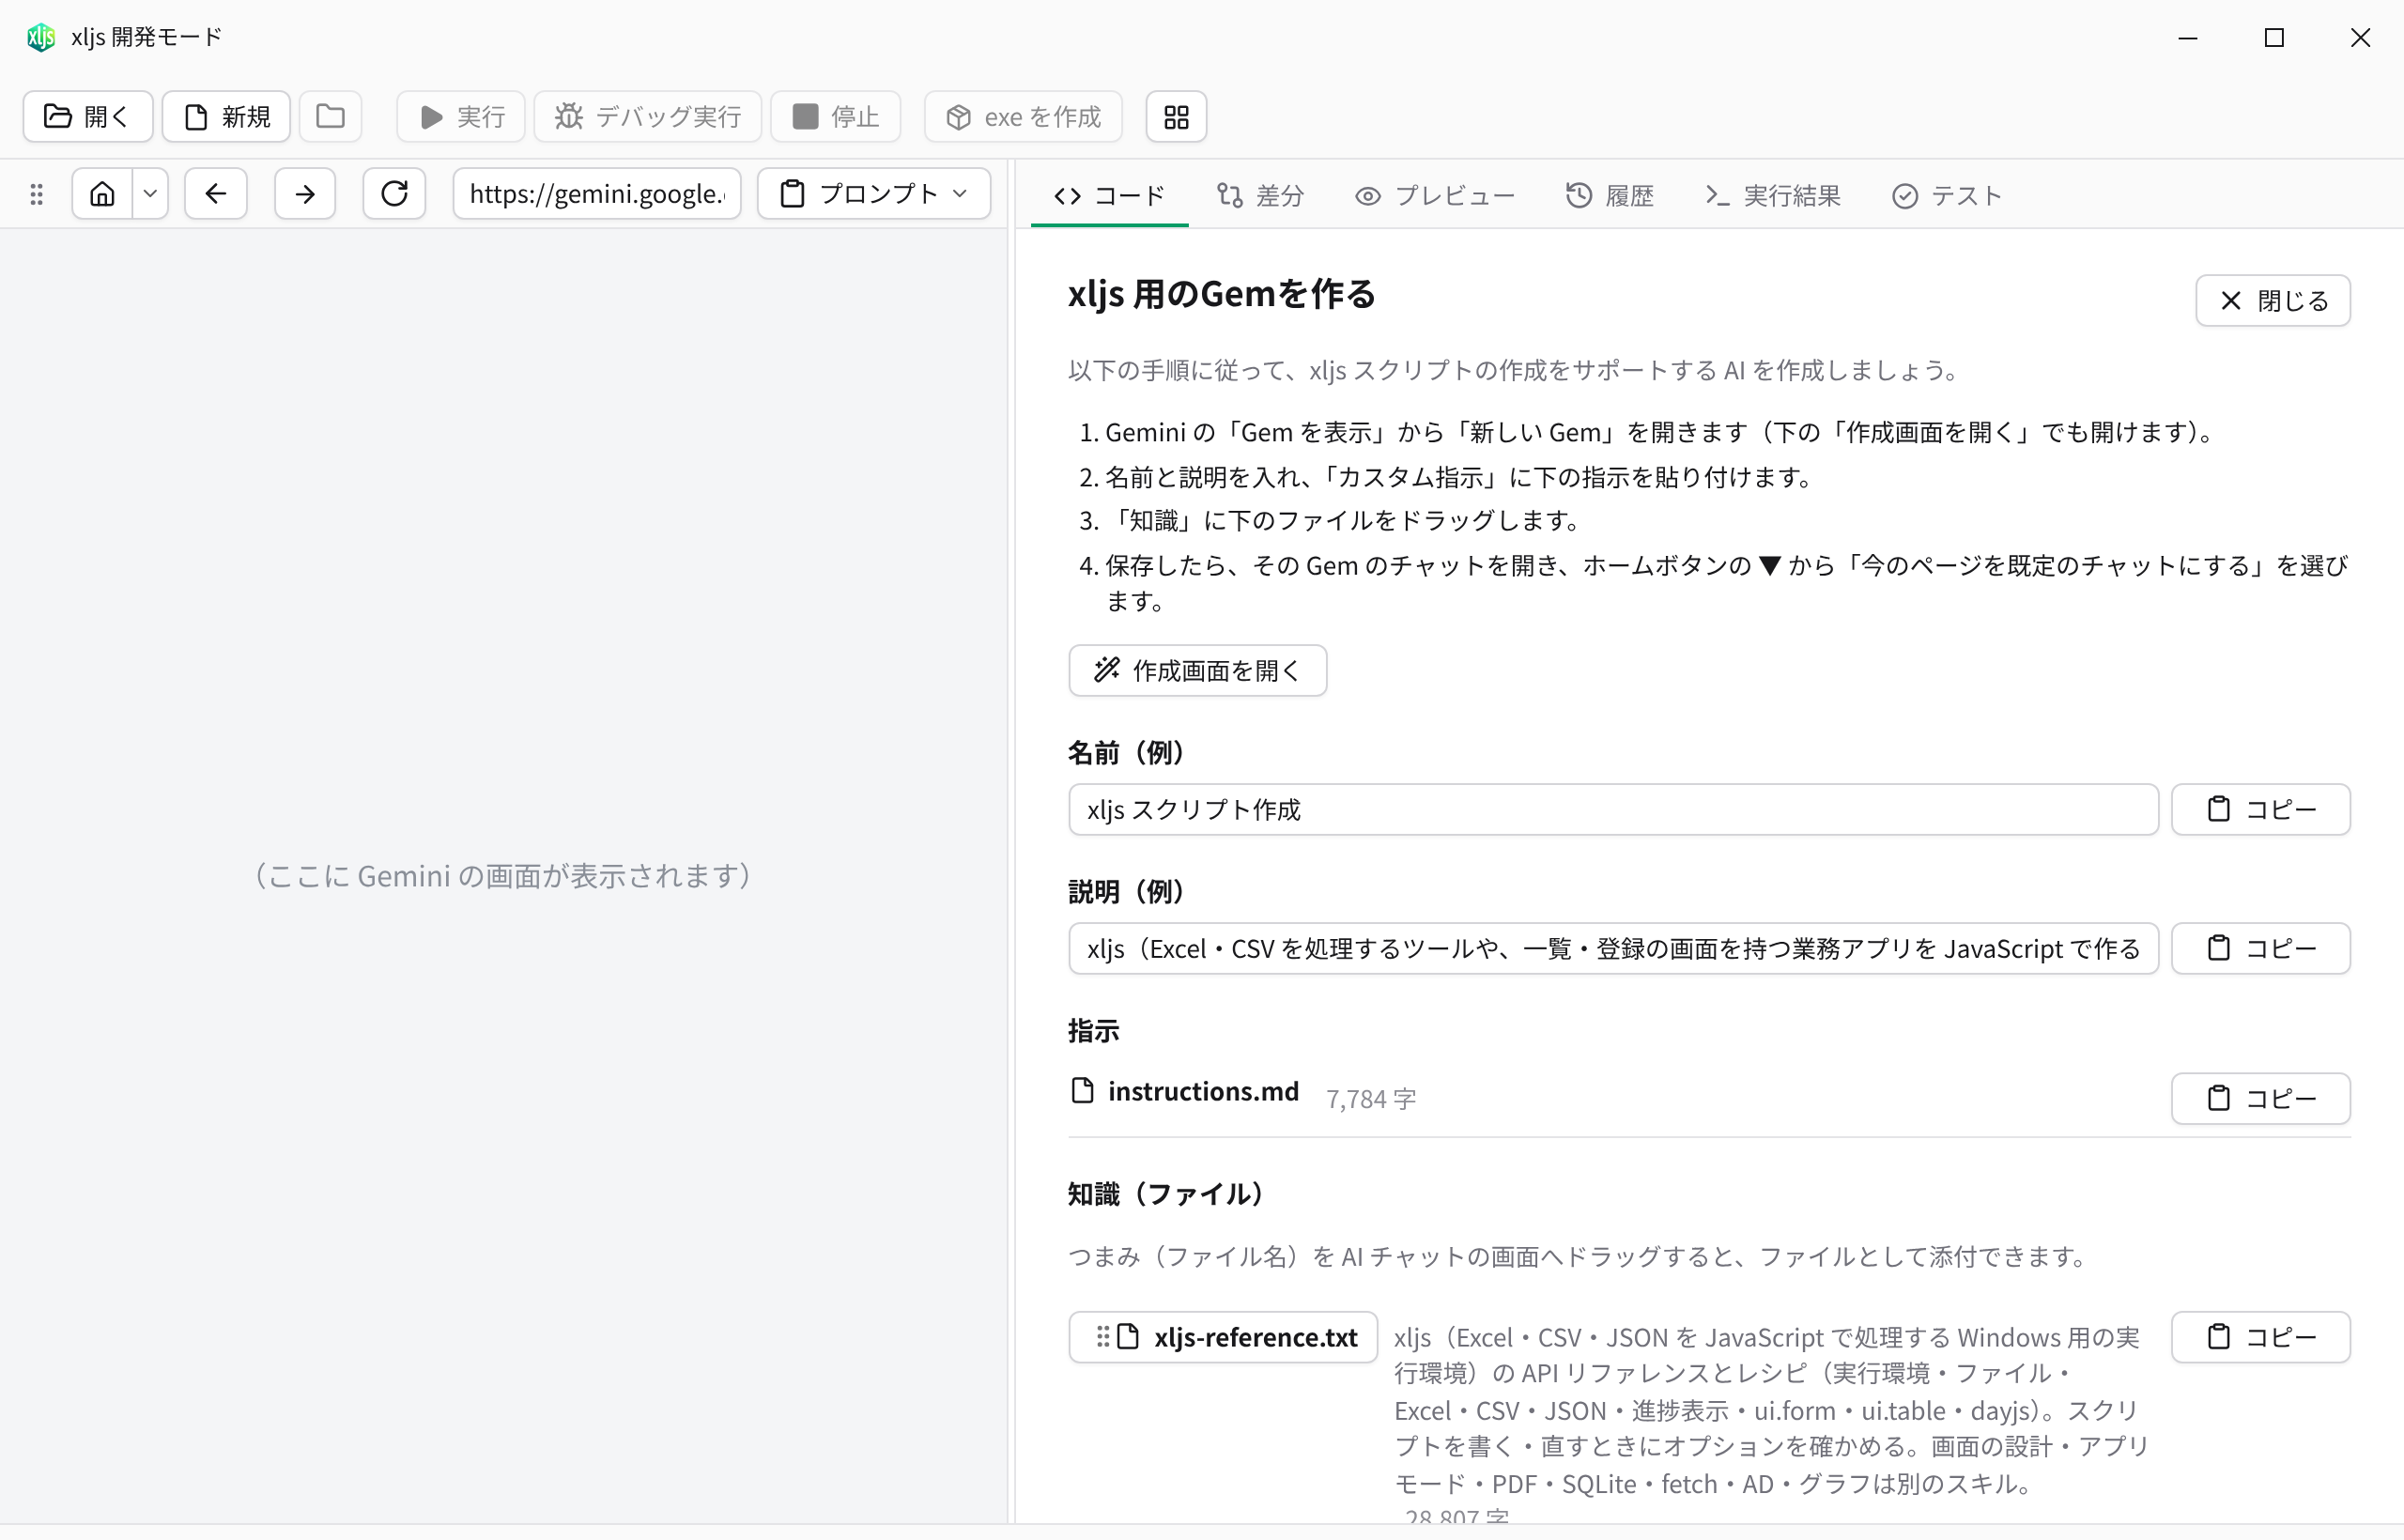 xljs 開発モード
開く 新規 実行 デバッグ実行 停止 exe を作成
https://gemini.google. プロンプト
コード 差分 プレビュー 履歴 実行結果 テスト
（ここに Gemini の画面が表示されます）
xljs 用のGemを作る
閉じる
以下の手順に従って、xljs スクリプトの作成をサポートする AI を作成しましょう。
1. Gemini の「Gem を表示」から「新しい Gem」を開きます（下の「作成画面を開く」でも開けます）。
2. 名前と説明を入れ、「カスタム指示」に下の指示を貼り付けます。
3. 「知識」に下のファイルをドラッグします。
4. 保存したら、その Gem のチャットを開き、ホームボタンの ▼ から「今のページを既定のチャットにする」を選び
ます。
作成画面を開く
名前（例）
xljs スクリプト作成
コピー
説明（例）
xljs（Excel・CSV を処理するツールや、一覧・登録の画面を持つ業務アプリを JavaScript で作る
コピー
指示
instructions.md 7,784 字
コピー
知識（ファイル）
つまみ（ファイル名）を AI チャットの画面へドラッグすると、ファイルとして添付できます。
xljs-reference.txt
xljs（Excel・CSV・JSON を JavaScript で処理する Windows 用の実
行環境）の API リファレンスとレシピ（実行環境・ファイル・
Excel・CSV・JSON・進捗表示・ui.form・ui.table・dayjs）。スクリ
プトを書く・直すときにオプションを確かめる。画面の設計・アプリ
モード・PDF・SQLite・fetch・AD・グラフは別のスキル。
28,807 字
コピー